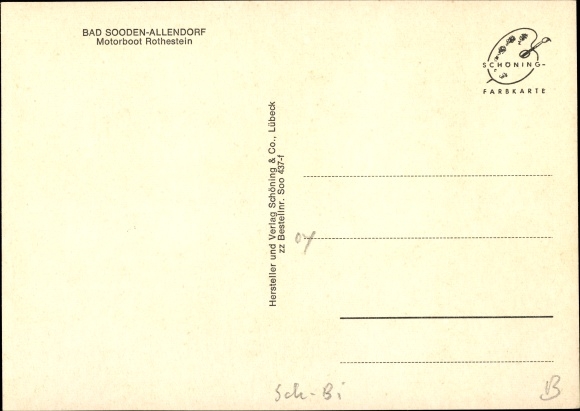 BAD SOODEN-ALLENDORF
Motorboot Rothestein
SCHÖNING-
FARBKARTE
Hersteller und Verlag Schöning & Co., Lübeck
zz Bestellnr. Soo 437-f
Sch-Bi
B